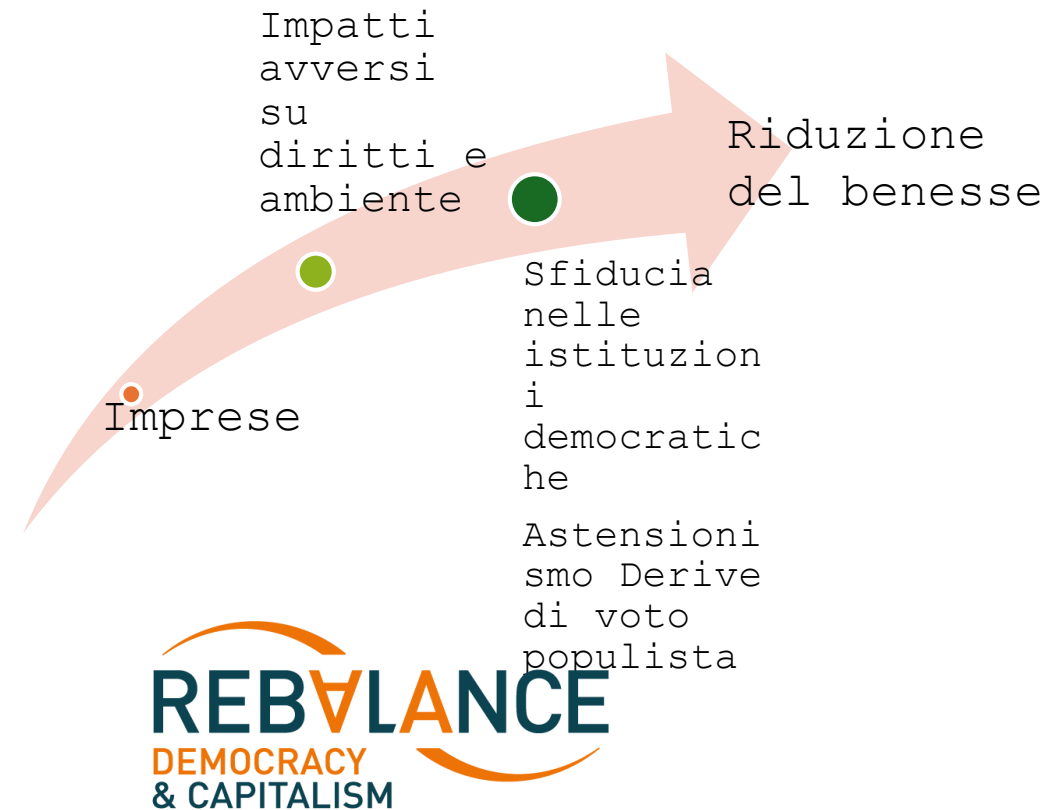 Impatti
avversi
su
diritti e
ambiente
Riduzione
del benesse
Imprese
Sfiducia
nelle
istituzion
i
democratic
he
Astensioni
smo Derive
di voto
populista
REBALANCE
DEMOCRACY
& CAPITALISM